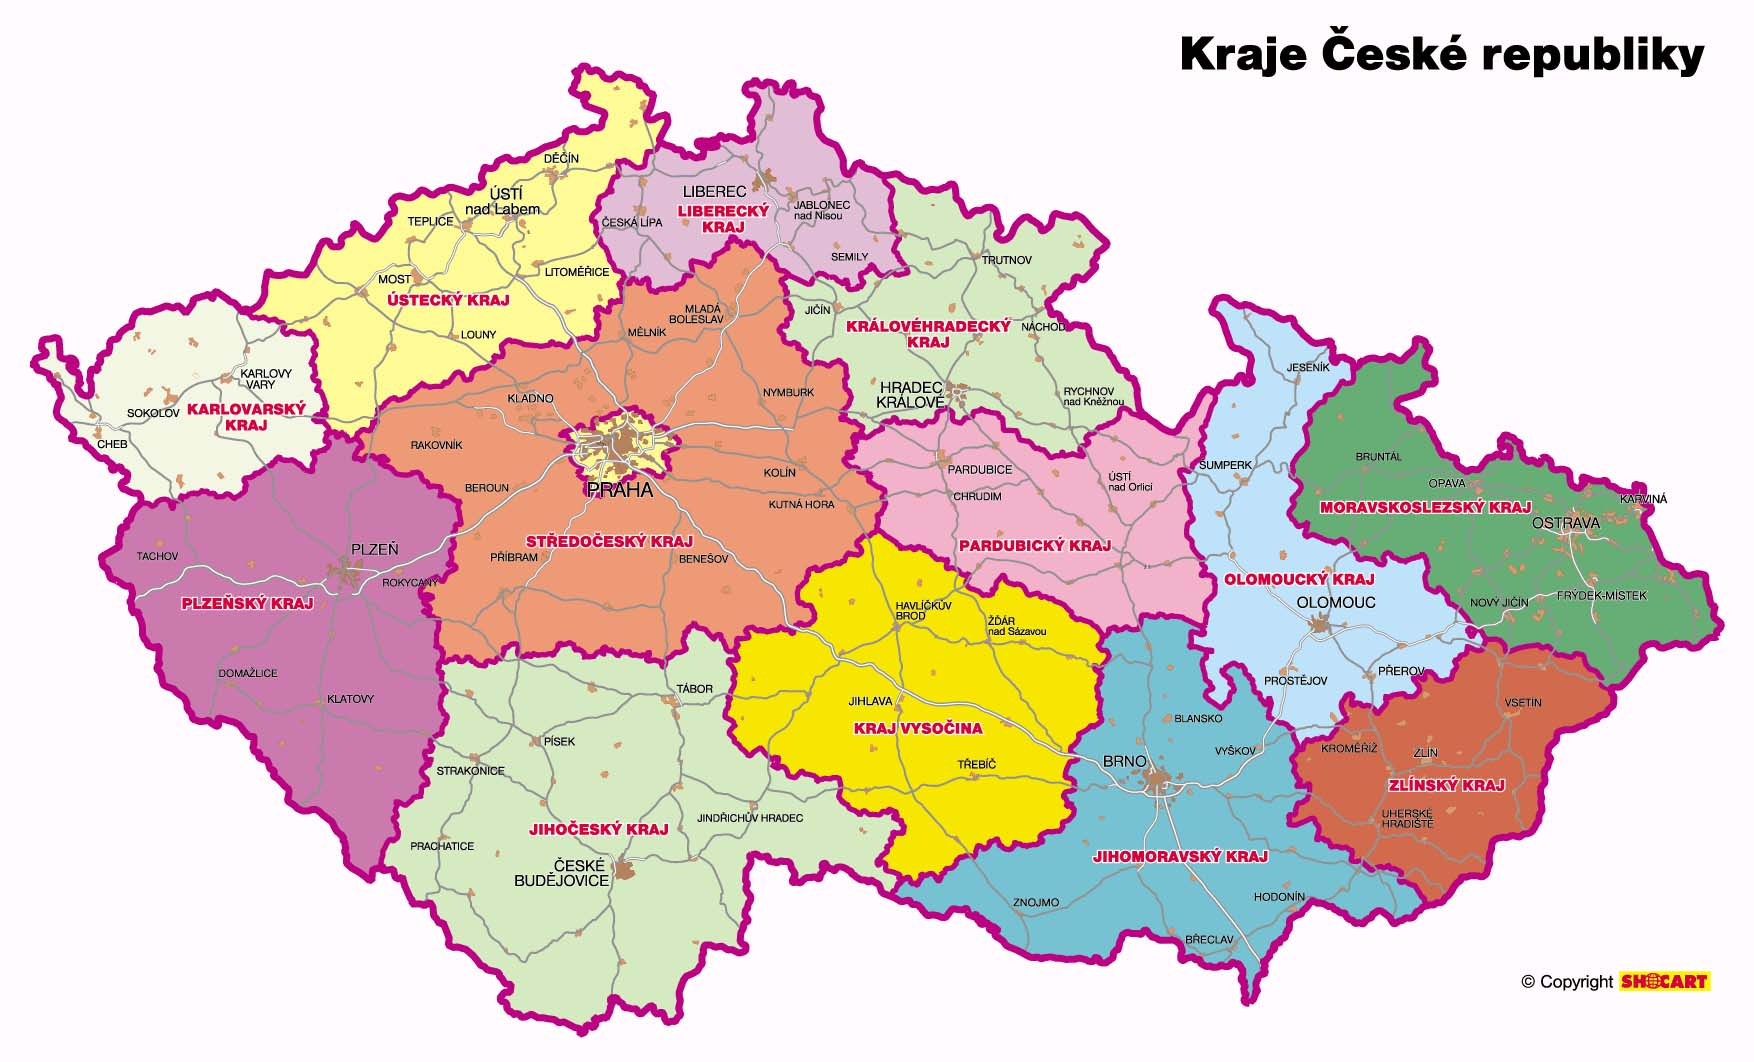 Kraje České republiky
DĚČÍN
ÚSTÍ
nad Labem
TEPLICE
MOST
LITOMĚŘICE
ÚSTECKÝ KRAJ
LOUNY
LIBEREC
LIBERECKÝ
KRAJ
JABLONEC
nad Nisou
ČESKÁ LÍPA
SEMILY
TRUTNOV
JIČÍN
KRÁLOVÉHRADECKÝ
KRAJ
NÁCHOD
HRADEC
KRÁLOVÉ
RYCHNOV
nad Kněžnou
KARLOVY
VARY
SOKOLOV
KARLOVARSKÝ
KRAJ
CHEB
MLADÁ
BOLESLAV
MĚLNÍK
KLADNO
NYMBURK
RAKOVNÍK
BEROUN
PRAHA
KOLÍN
KUTNÁ HORA
STŘEDOČESKÝ KRAJ
PŘÍBRAM
BENEŠOV
PARDUBICE
CHRUDIM
ÚSTÍ
nad Orlicí
PARDUBICKÝ KRAJ
JESENÍK
ŠUMPERK
OLOMOUCKÝ KRAJ
OLOMOUC
PROSTĚJOV
PŘEROV
BRUNTÁL
OPAVA
KARVINÁ
MORAVSKOSLEZSKÝ KRAJ
OSTRAVA
NOVÝ JIČÍN
FRÝDEK-MÍSTEK
TACHOV
PLZEŇ
ROKYCANY
PLZEŇSKÝ KRAJ
DOMAŽLICE
KLATOVY
HAVLÍČKŮV
BROD
ŽĎÁR
nad Sázavou
JIHLAVA
KRAJ VYSOČINA
TŘEBÍČ
TÁBOR
PÍSEK
STRAKONICE
JINDŘICHŮV HRADEC
JIHOČESKÝ KRAJ
PRACHATICE
ČESKÉ
BUDĚJOVICE
BLANSKO
VYŠKOV
BRNO
JIHOMORAVSKÝ KRAJ
ZNOJMO
HODONÍN
BŘECLAV
VSETÍN
KROMĚŘÍŽ
ZLÍN
ZLÍNSKÝ KRAJ
UHERSKÉ
HRADIŠTĚ
© Copyright SHOCART